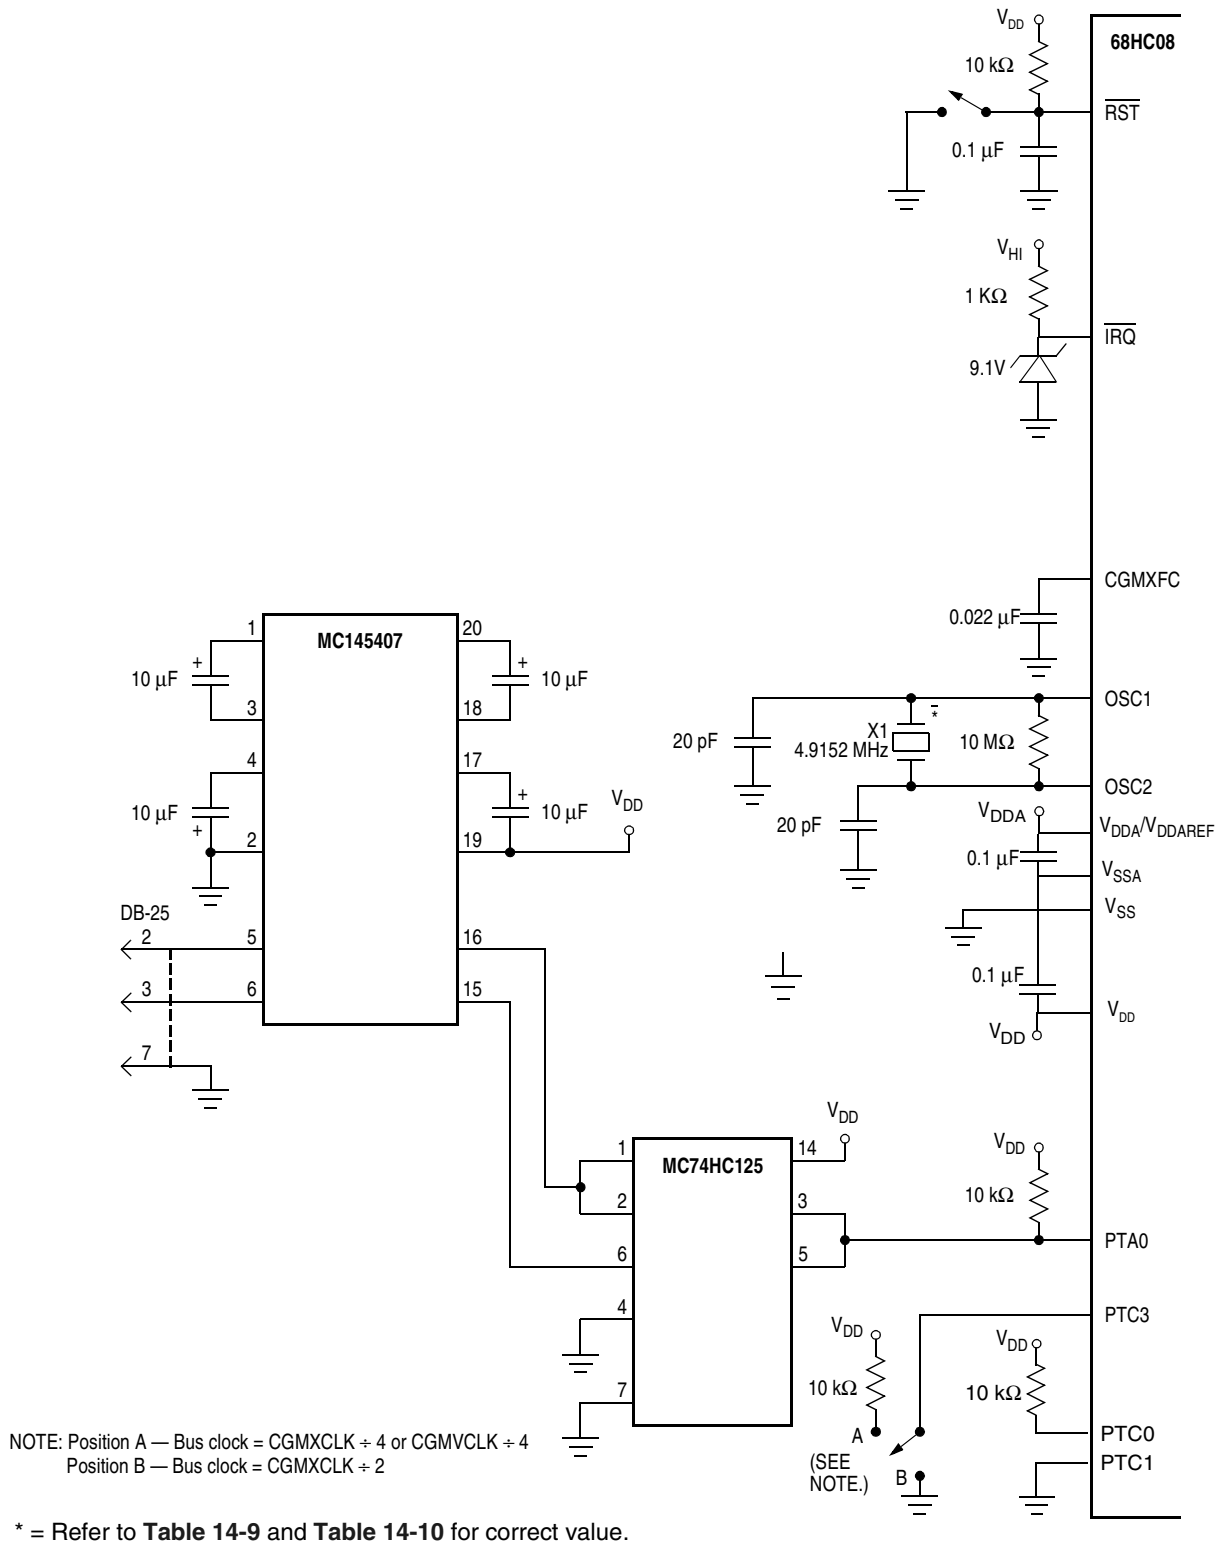 V_DD
68HC08
10 kΩ
RST
0.1 µF
V_HI
1 KΩ
IRQ
9.1V
CGMXFC
0.022 µF
MC145407
1
20
10 µF
+
+
10 µF
3
18
OSC1
*
X1
4.9152 MHz
20 pF
10 MΩ
4
17
10 µF
+
+
10 µF
V_DD
2
19
OSC2
20 pF
V_DDA
V_DDA/V_DDAREF
0.1 µF
V_SSA
V_SS
DB-25
2
5
16
3
6
15
7
0.1 µF
V_DD
V_DD
V_DD
MC74HC125
1
14
V_DD
10 kΩ
2
3
PTA0
6
5
4
7
PTC3
V_DD
10 kΩ
V_DD
10 kΩ
A
(SEE
NOTE.)
B
PTC0
PTC1
NOTE: Position A — Bus clock = CGMXCLK ÷ 4 or CGMVCLK ÷ 4
Position B — Bus clock = CGMXCLK ÷ 2
* = Refer to Table 14-9 and Table 14-10 for correct value.